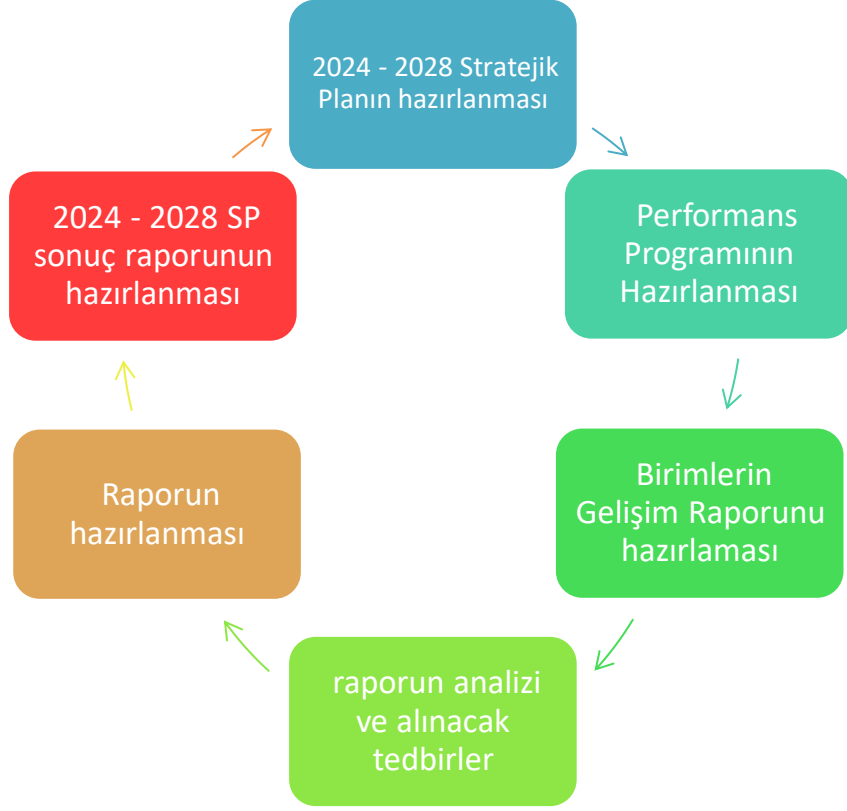 2024 - 2028 Stratejik
Planın hazırlanması
Performans
Programının
Hazırlanması
Birimlerin
Gelişim Raporunu
hazırlaması
raporun analizi
ve alınacak
tedbirler
Raporun
hazırlanması
2024 - 2028 SP
sonuç raporunun
hazırlanması